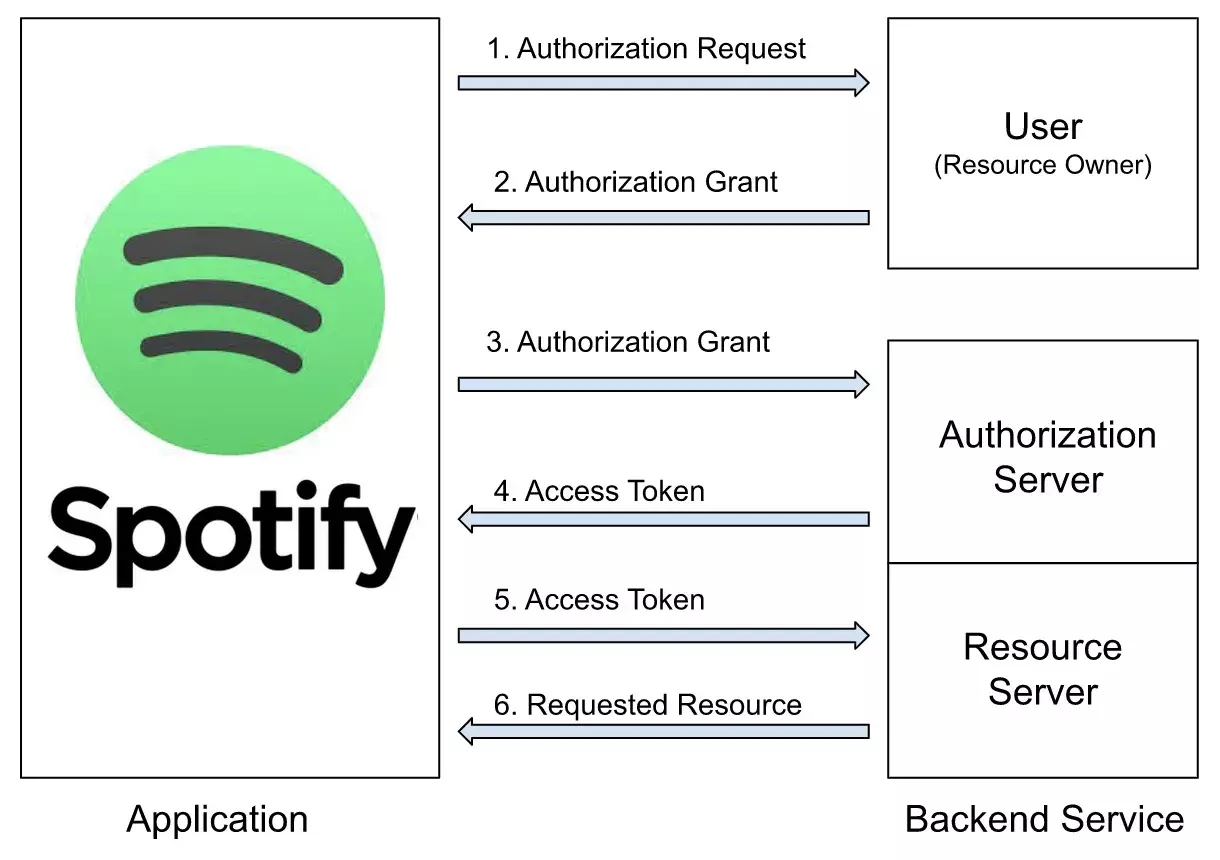 1. Authorization Request
User
(Resource Owner)
2. Authorization Grant
3. Authorization Grant
Authorization
Server
4. Access Token
Spotify
5. Access Token
Resource
Server
6. Requested Resource
Application
Backend Service